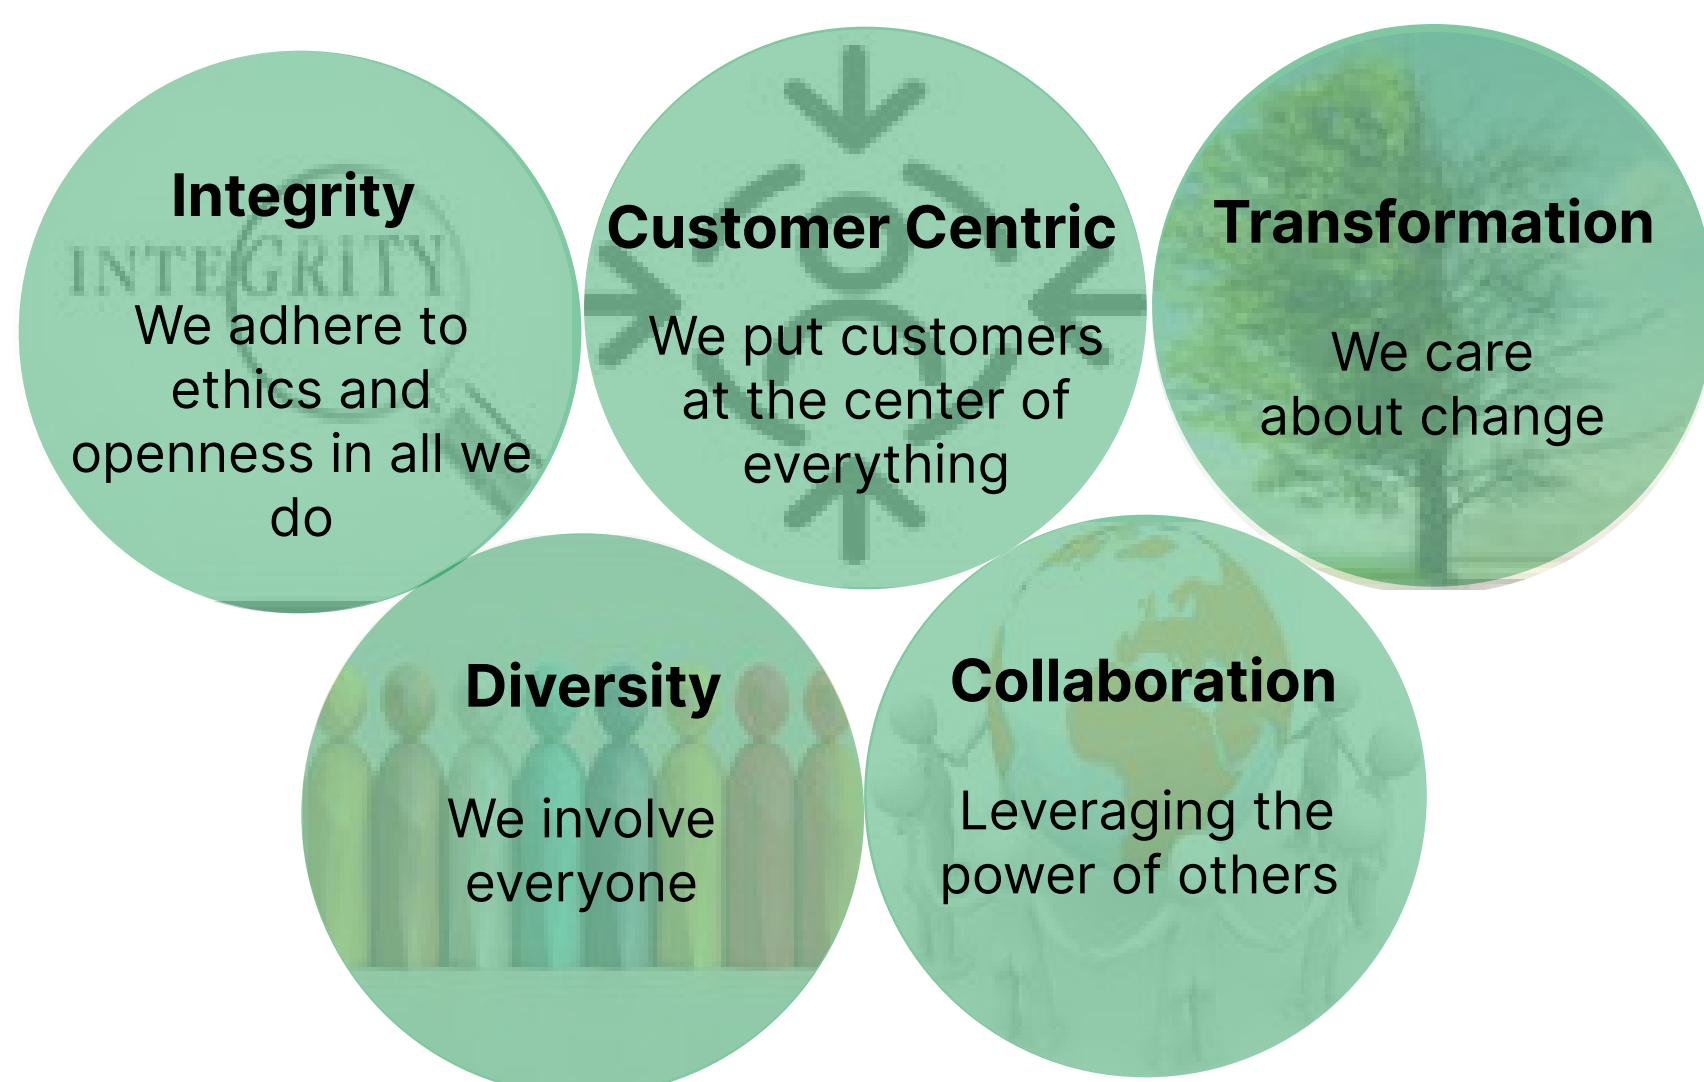 Integrity
INTEGRITY
We adhere to
ethics and
openness in all we
do
Customer Centric
We put customers
at the center of
everything
Transformation
We care
about change
Diversity
We involve
everyone
Collaboration
Leveraging the
power of others